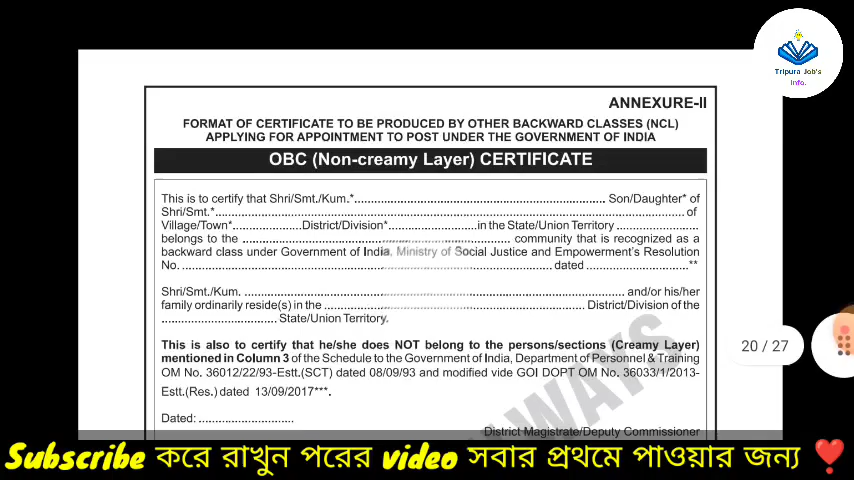 Tripura Job's
Info.
ANNEXURE-II
FORMAT OF CERTIFICATE TO BE PRODUCED BY OTHER BACKWARD CLASSES (NCL)
APPLYING FOR APPOINTMENT TO POST UNDER THE GOVERNMENT OF INDIA
OBC (Non-creamy Layer) CERTIFICATE
This is to certify that Shri/Smt./Kum.*.......................................................................... Son/Daughter* of
Shri/Smt.*.............................................................................................................................................. of
Village/Town*.....................District/Division*...........................in the State/Union Territory .........................
belongs to the ................................................................................. community that is recognized as a
backward class under Government of India, Ministry of Social Justice and Empowerment's Resolution
No. ............................................................................................................... dated ...............................**
Shri/Smt./Kum. .................................................................................................................... and/or his/her
family ordinarily reside(s) in the ............................................................................... District/Division of the
................................... State/Union Territory.
This is also to certify that he/she does NOT belong to the persons/sections (Creamy Layer)
mentioned in Column 3 of the Schedule to the Government of India, Department of Personnel & Training
OM No. 36012/22/93-Estt.(SCT) dated 08/09/93 and modified vide GOI DOPT OM No. 36033/1/2013-
Estt.(Res.) dated 13/09/2017***.
20 / 27
Dated: .............................
District Magistrate/Deputy Commissioner
Subscribe করে রাখুন পরের video সবার প্রথমে পাওয়ার জন্য ❣